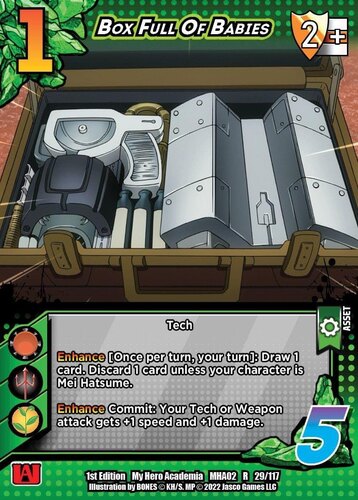 1
BOX FULL OF BABIES
2 +
ASSET
Tech
Enhance [Once per turn, your turn]: Draw 1
card. Discard 1 card unless your character is
Mei Hatsume.
Enhance Commit: Your Tech or Weapon
attack gets +1 speed and +1 damage.
5
1st Edition My Hero Academia MHA02 R 29/117
Illustration by BONES © KH/S. MP © 2022 Jasco Games LLC